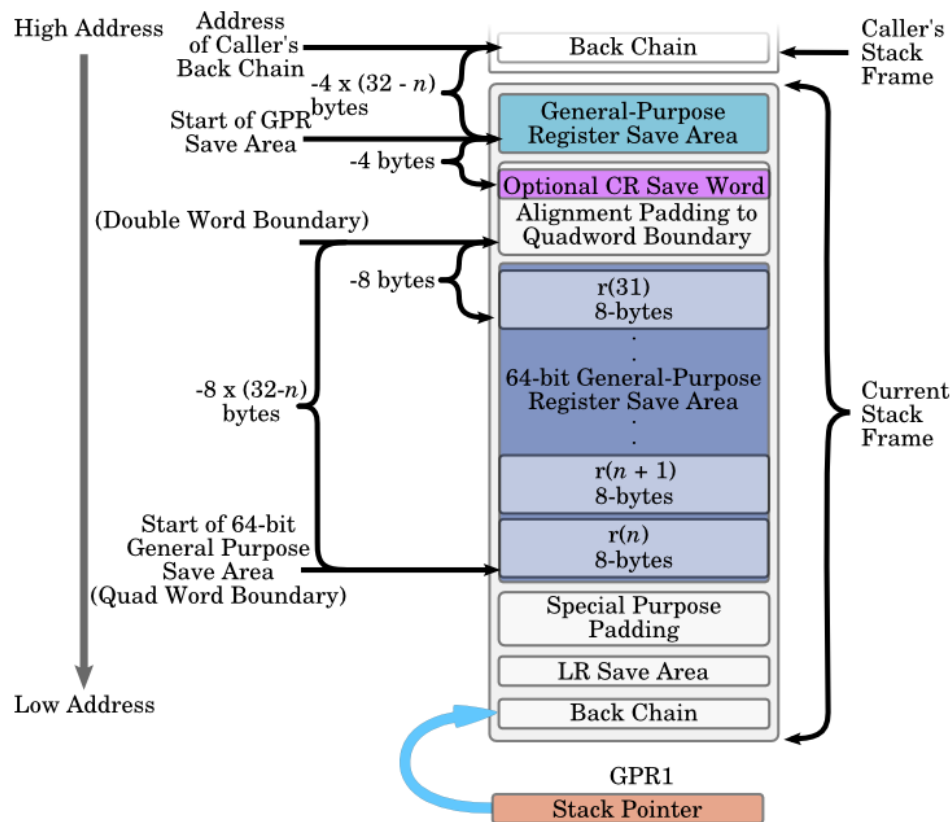 High Address
Address
of Caller's
Back Chain
Back Chain
Caller's
Stack
Frame
-4 x (32 - n)
bytes
General-Purpose
Register Save Area
Start of GPR
Save Area
-4 bytes
Optional CR Save Word
Alignment Padding to
Quadword Boundary
(Double Word Boundary)
-8 bytes
r(31)
8-bytes
.
.
64-bit General-Purpose
Register Save Area
.
.
-8 x (32-n)
bytes
Current
Stack
Frame
r(n + 1)
8-bytes
r(n)
8-bytes
Start of 64-bit
General Purpose
Save Area
(Quad Word Boundary)
Special Purpose
Padding
LR Save Area
Low Address
Back Chain
GPR1
Stack Pointer